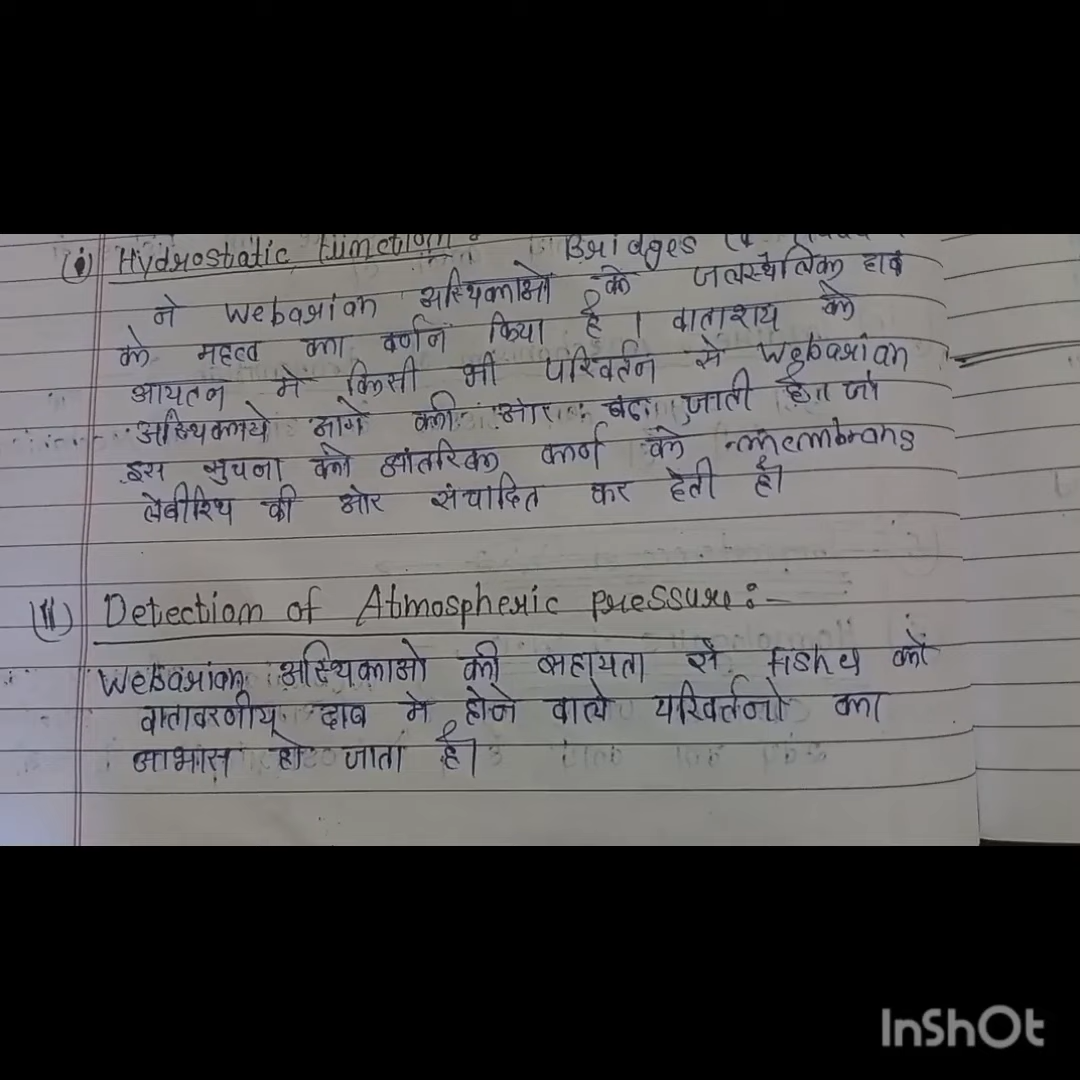 (i) Hydrostatic function: Bridges
ने Webarian अस्थिकाओ के जलस्थैतिक दाब
के महत्व का वर्णन किया है । वाताशय के
आयतन मे किसी भी परिवर्तन से Webarian
अस्थिकाये आगे की ओर बढ जाती है। जो
इस सुचना को आंतरिक कर्ण के membrans
लेबीरिथ की ओर संचादित कर देती है।
(II) Detection of Atmospheric pressure:-
Webarian अस्थिकाओ की सहायता से fishey को
वातावरणीय दाब मे होने वाले परिवर्तनो का
आभास हो जाता है।
InShOt